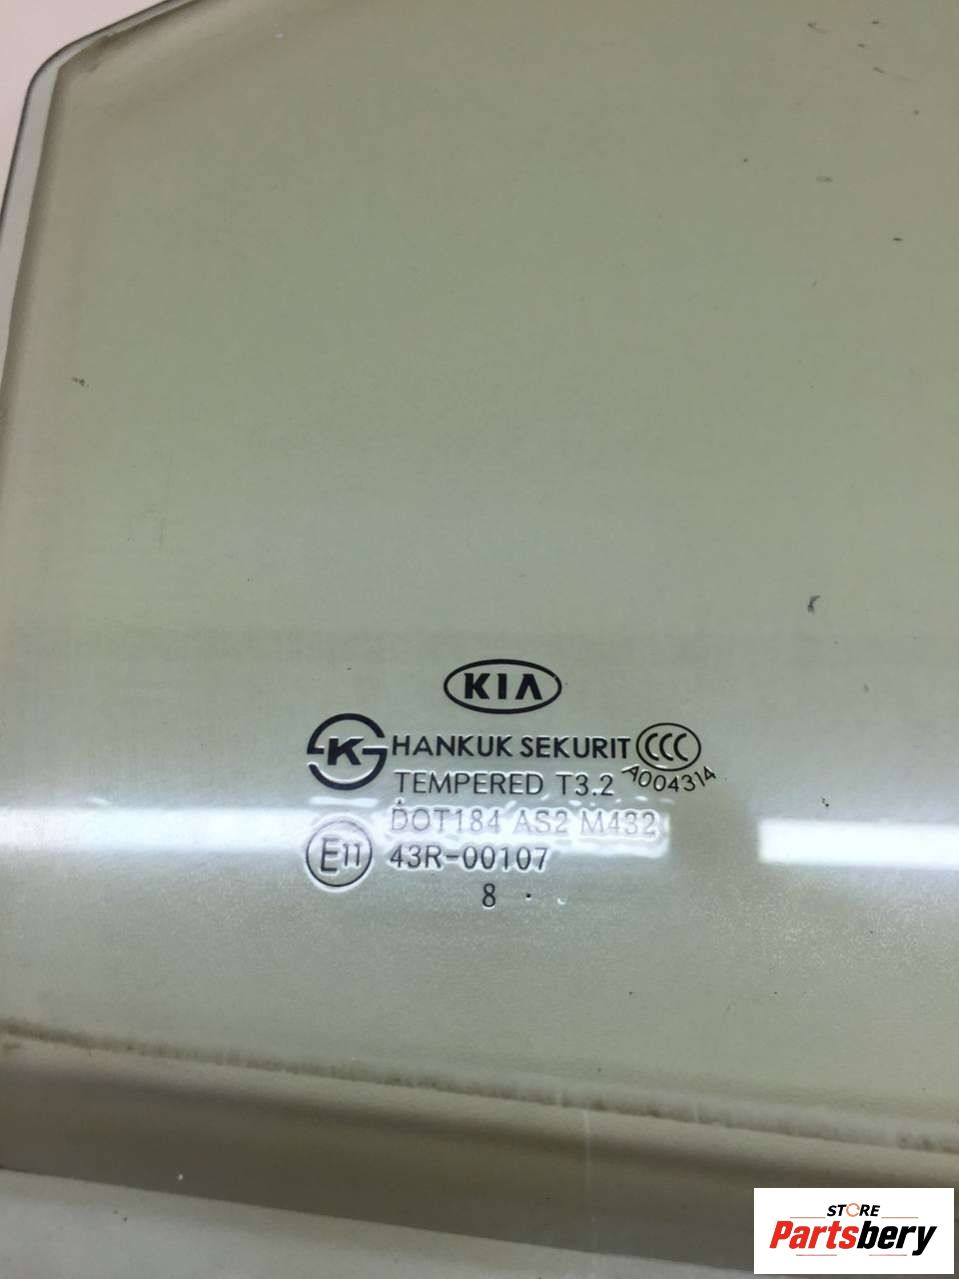 KIA
K HANKUK SEKURIT CCC
TEMPERED T3.2 A004314
DOT184 AS2 M432
E11 43R-00107
8 .
STORE
Partsbery